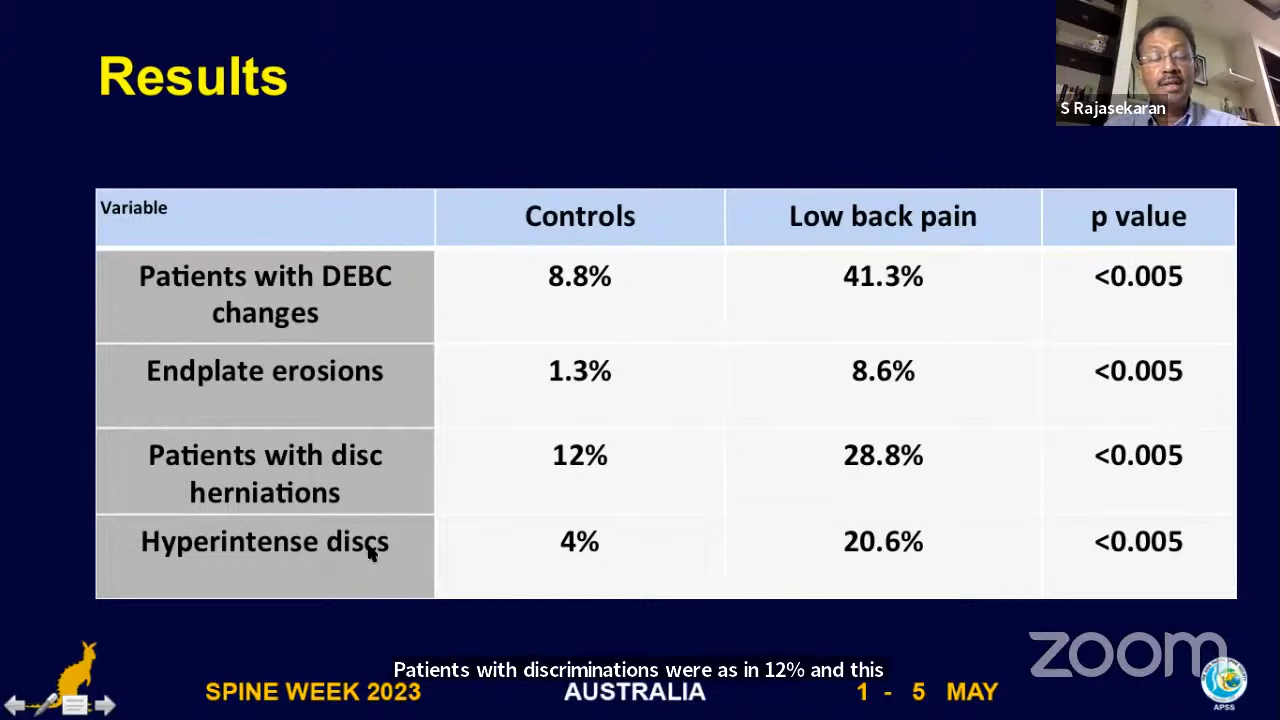 Results
S Rajasekaran
Variable
Controls
Low back pain
p value
Patients with DEBC
changes
8.8%
41.3%
<0.005
Endplate erosions
1.3%
8.6%
<0.005
Patients with disc
herniations
12%
28.8%
<0.005
Hyperintense discs
4%
20.6%
<0.005
zoom
Patients with discriminations were as in 12% and this
SPINE WEEK 2023
AUSTRALIA
1 - 5 MAY
APSS